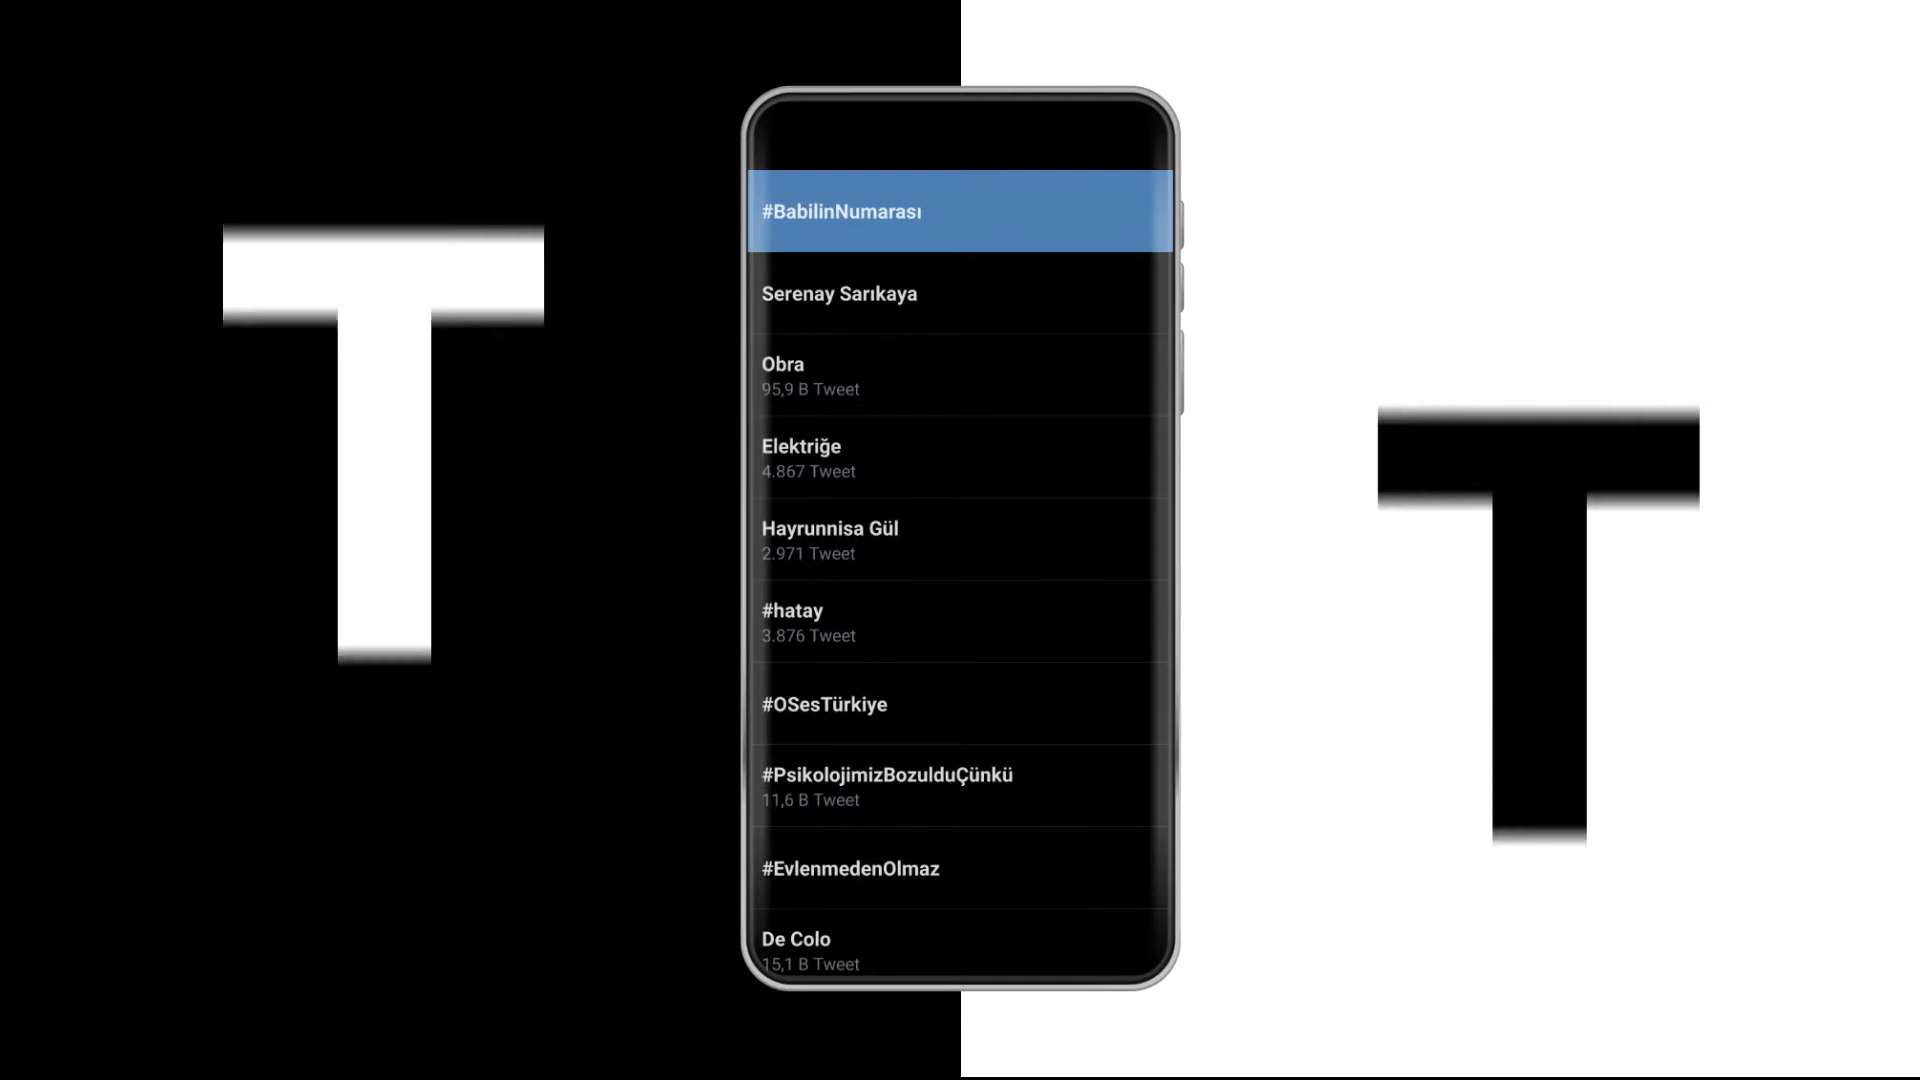 T
#BabilinNumarası
Serenay Sarıkaya
Obra
95,9 B Tweet
Elektriğe
4.867 Tweet
Hayrunnisa Gül
2.971 Tweet
#hatay
3.876 Tweet
#OSesTürkiye
#PsikolojimizBozulduÇünkü
11,6 B Tweet
#EvlenmedenOlmaz
De Colo
15,1 B Tweet
T